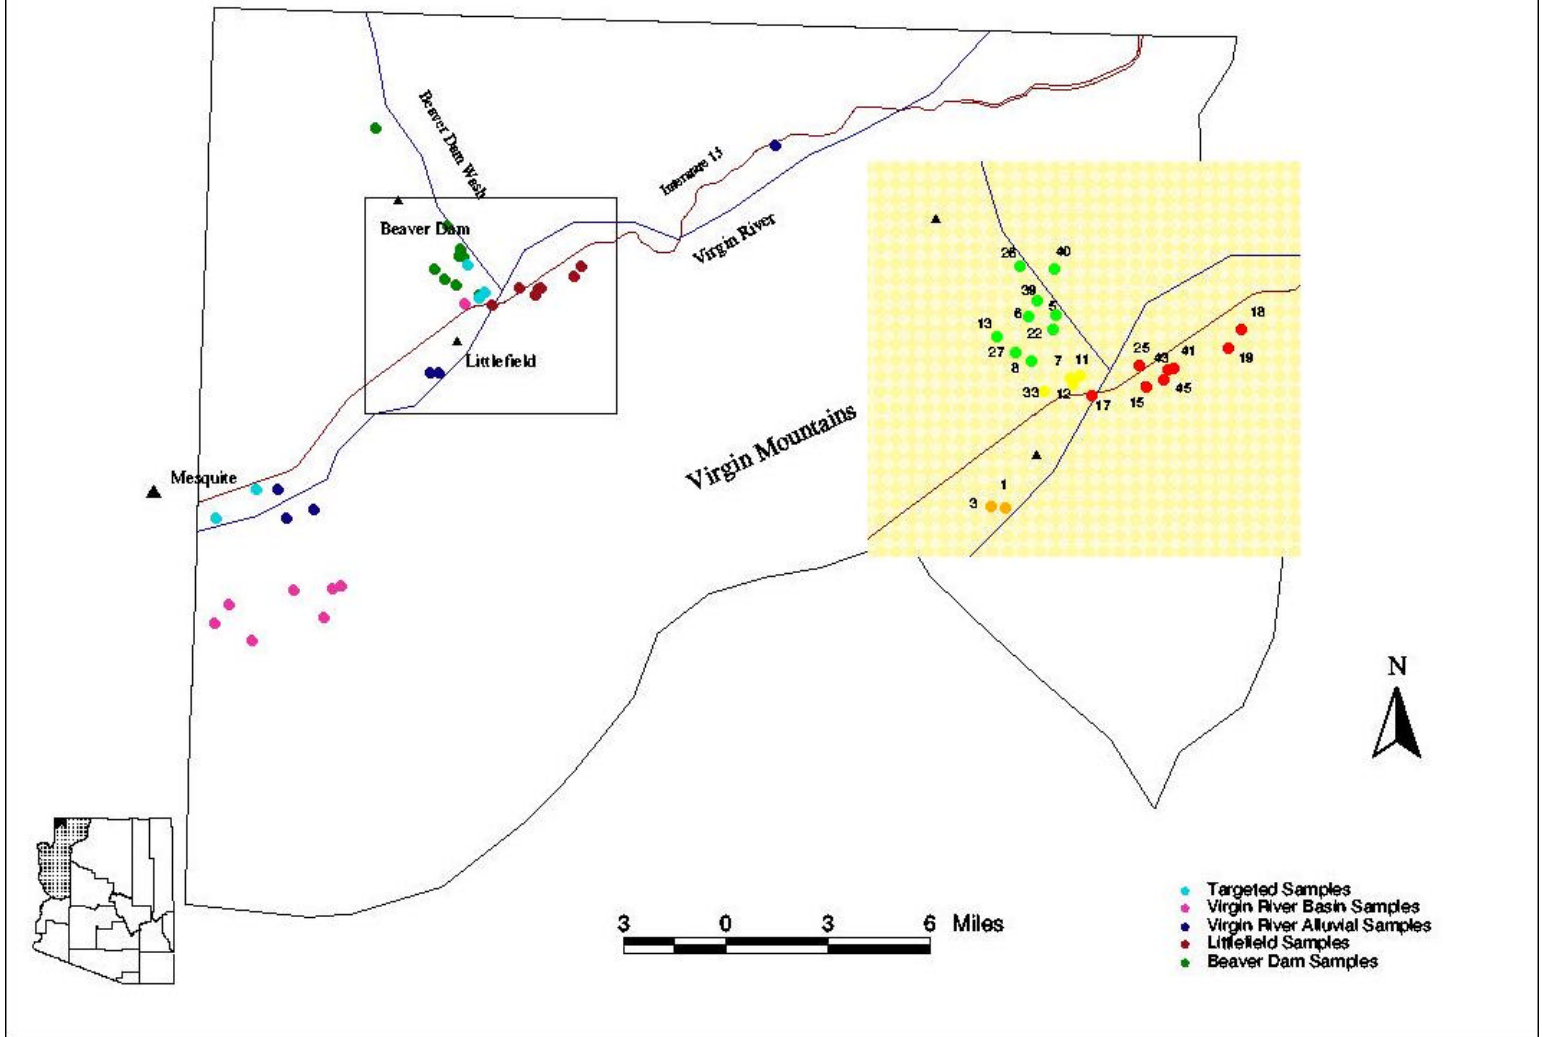 Beaver Dam Wash
Interstate 15
Beaver Dam
Virgin River
Littlefield
Virgin Mountains
Mesquite
28
40
39
6
5
22
13
27
8
7
11
33
12
17
25
43
41
15
45
18
19
1
3
N
3 0 3 6 Miles
Targeted Samples
Virgin River Basin Samples
Virgin River Alluvial Samples
Littlefield Samples
Beaver Dam Samples